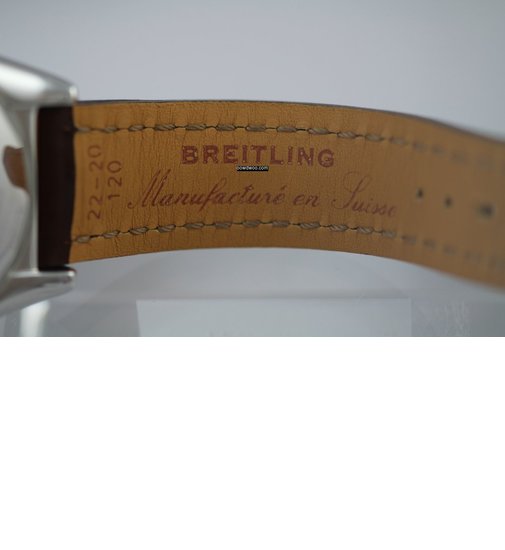 BREITLING
Manufacturé en Suisse
22-20
120